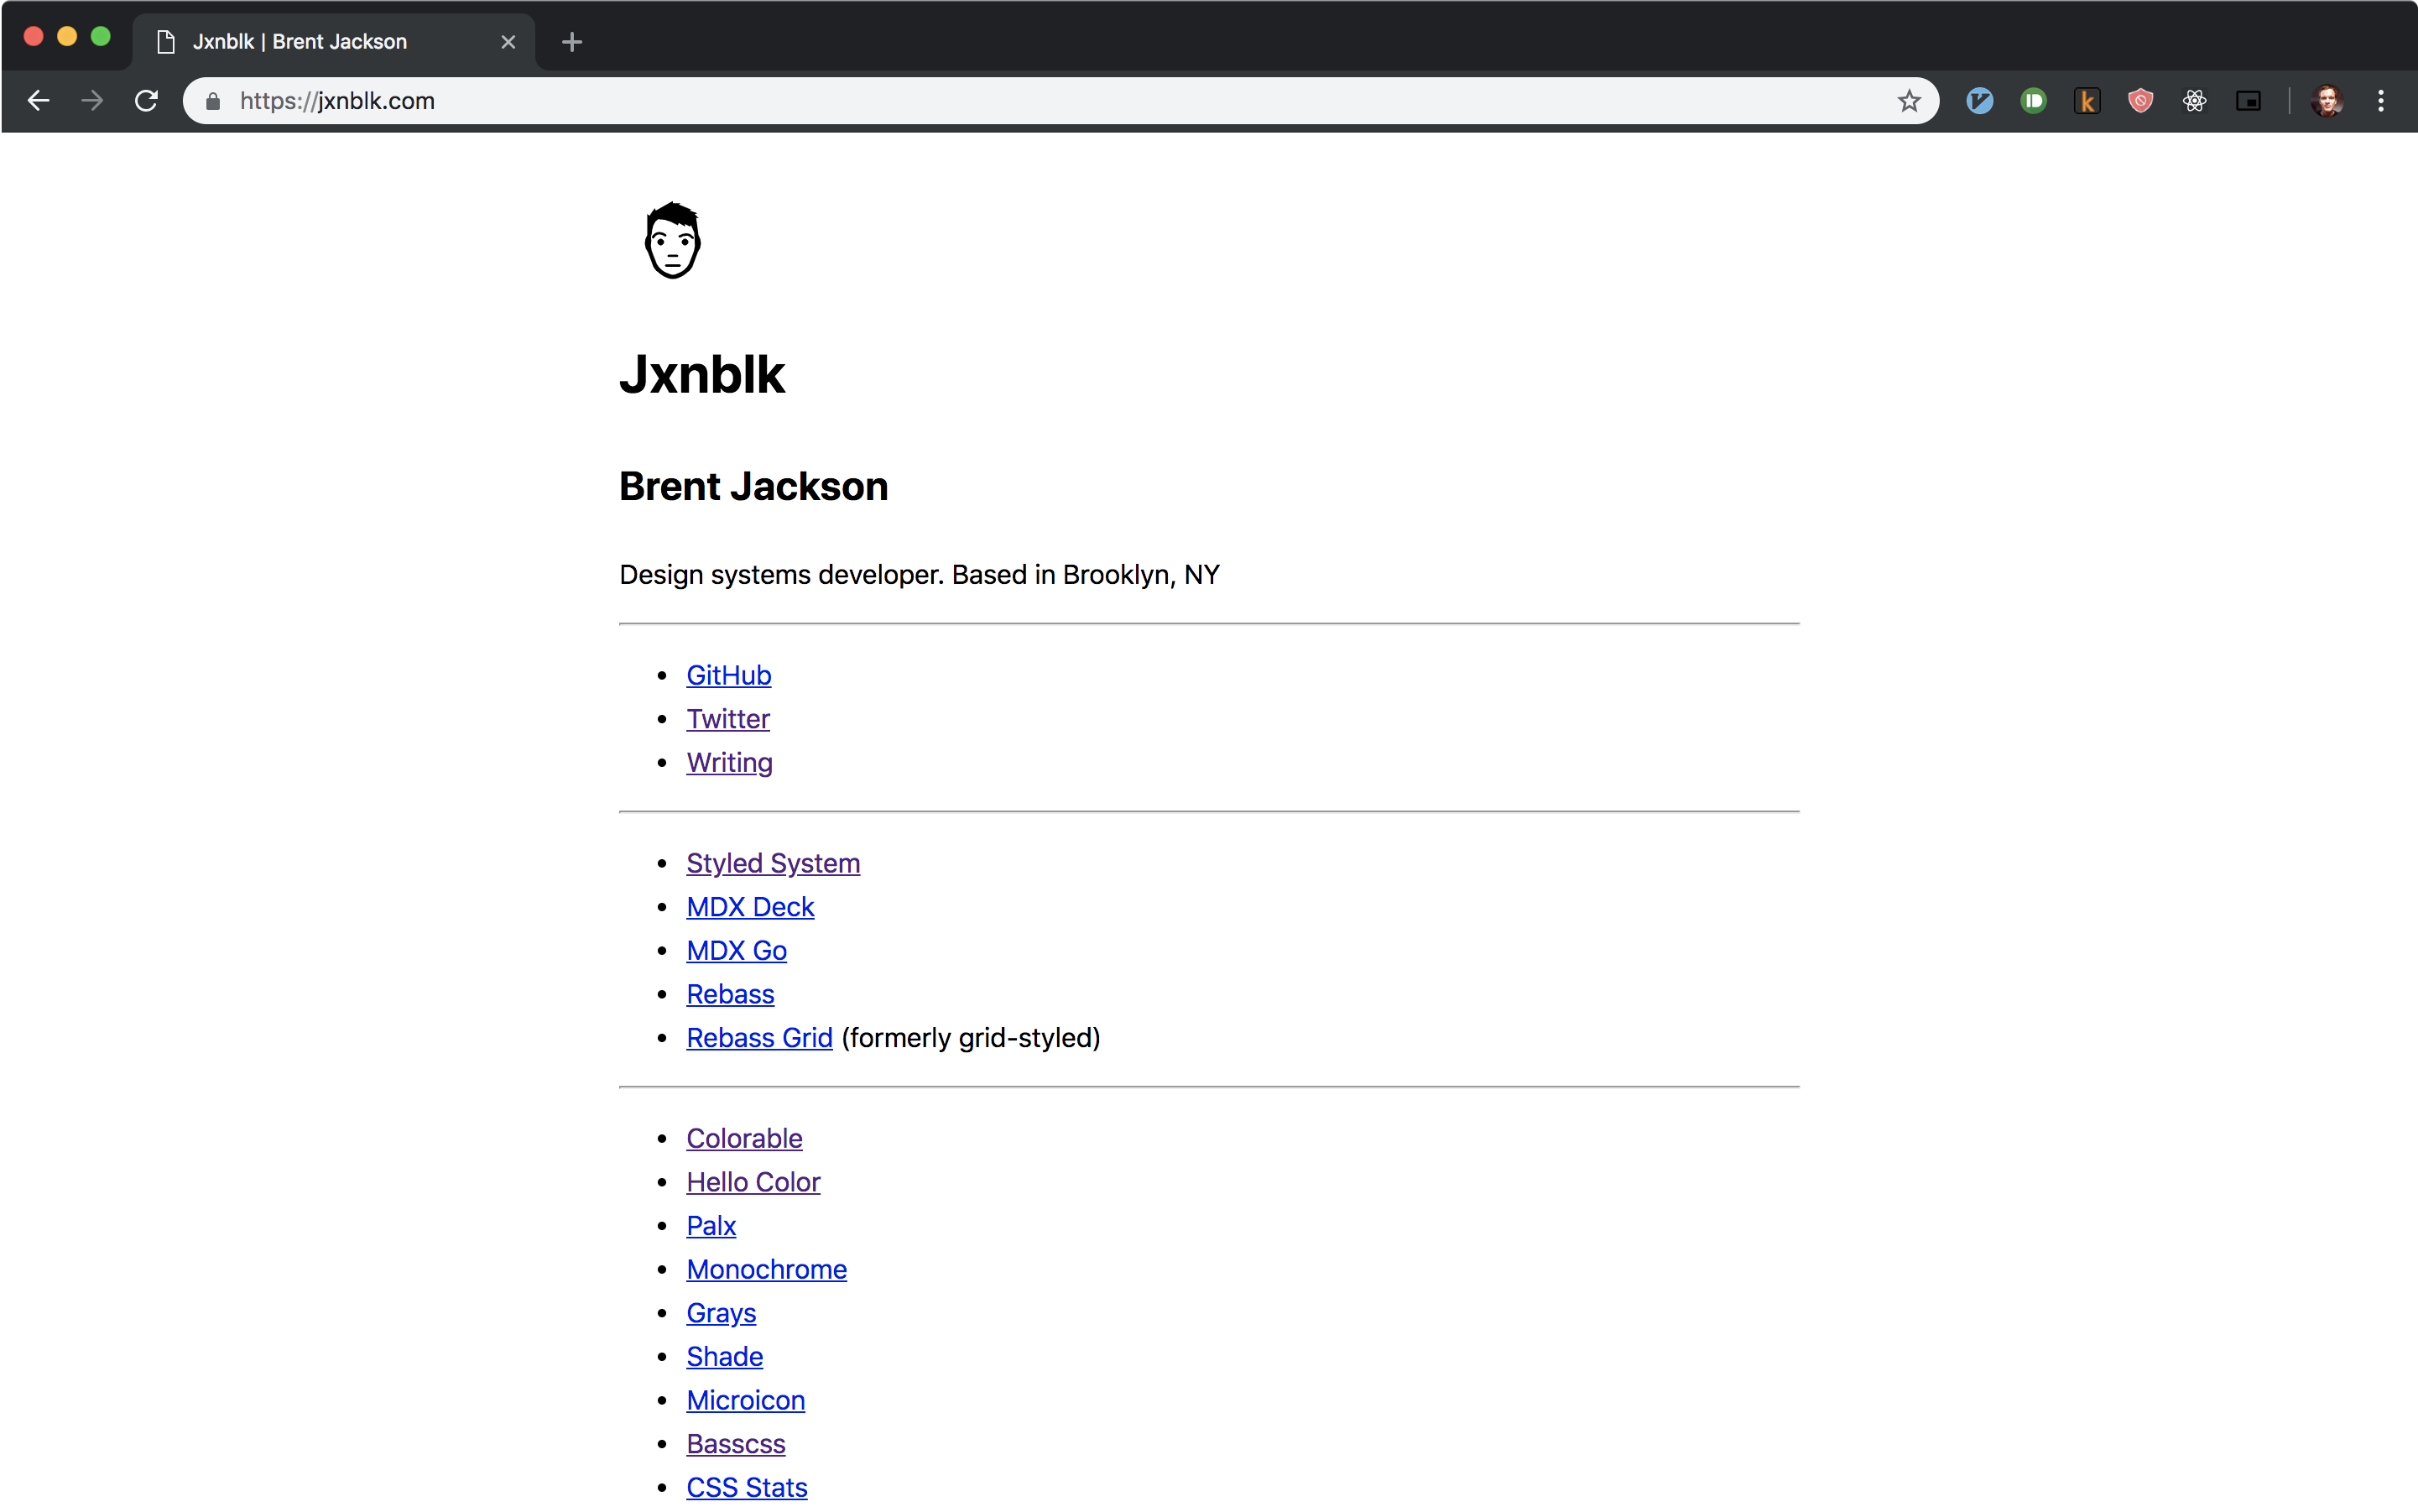 Jxnblk | Brent Jackson
https://jxnblk.com
Jxnblk
Brent Jackson
Design systems developer. Based in Brooklyn, NY
GitHub
Twitter
Writing
Styled System
MDX Deck
MDX Go
Rebass
Rebass Grid (formerly grid-styled)
Colorable
Hello Color
Palx
Monochrome
Grays
Shade
Microicon
Basscss
CSS Stats